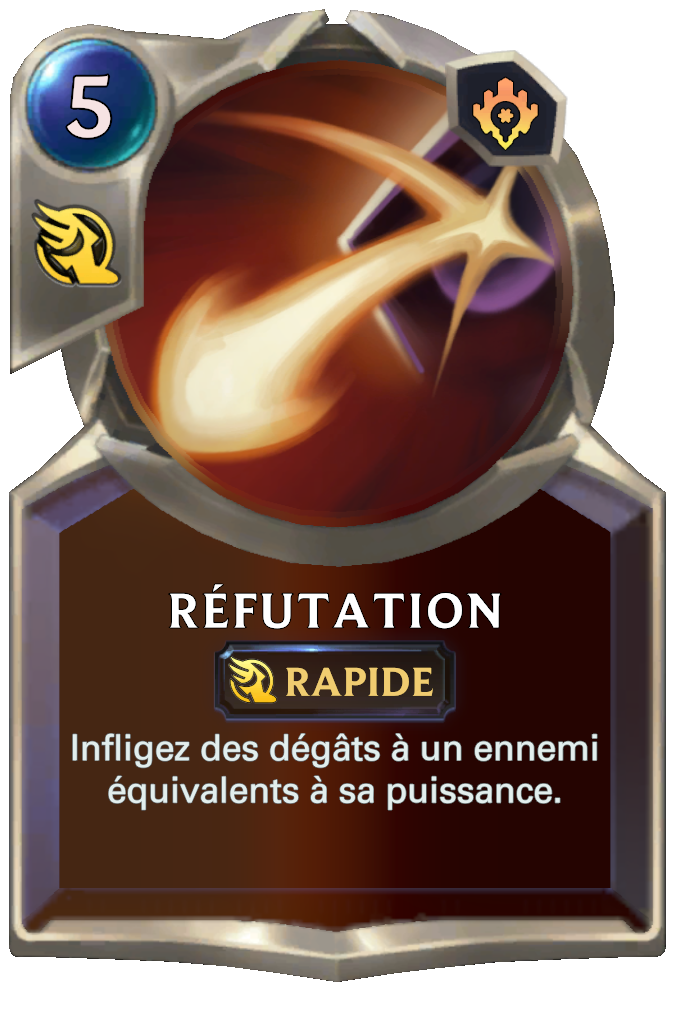 5
RÉFUTATION
RAPIDE
Infligez des dégâts à un ennemi
équivalents à sa puissance.